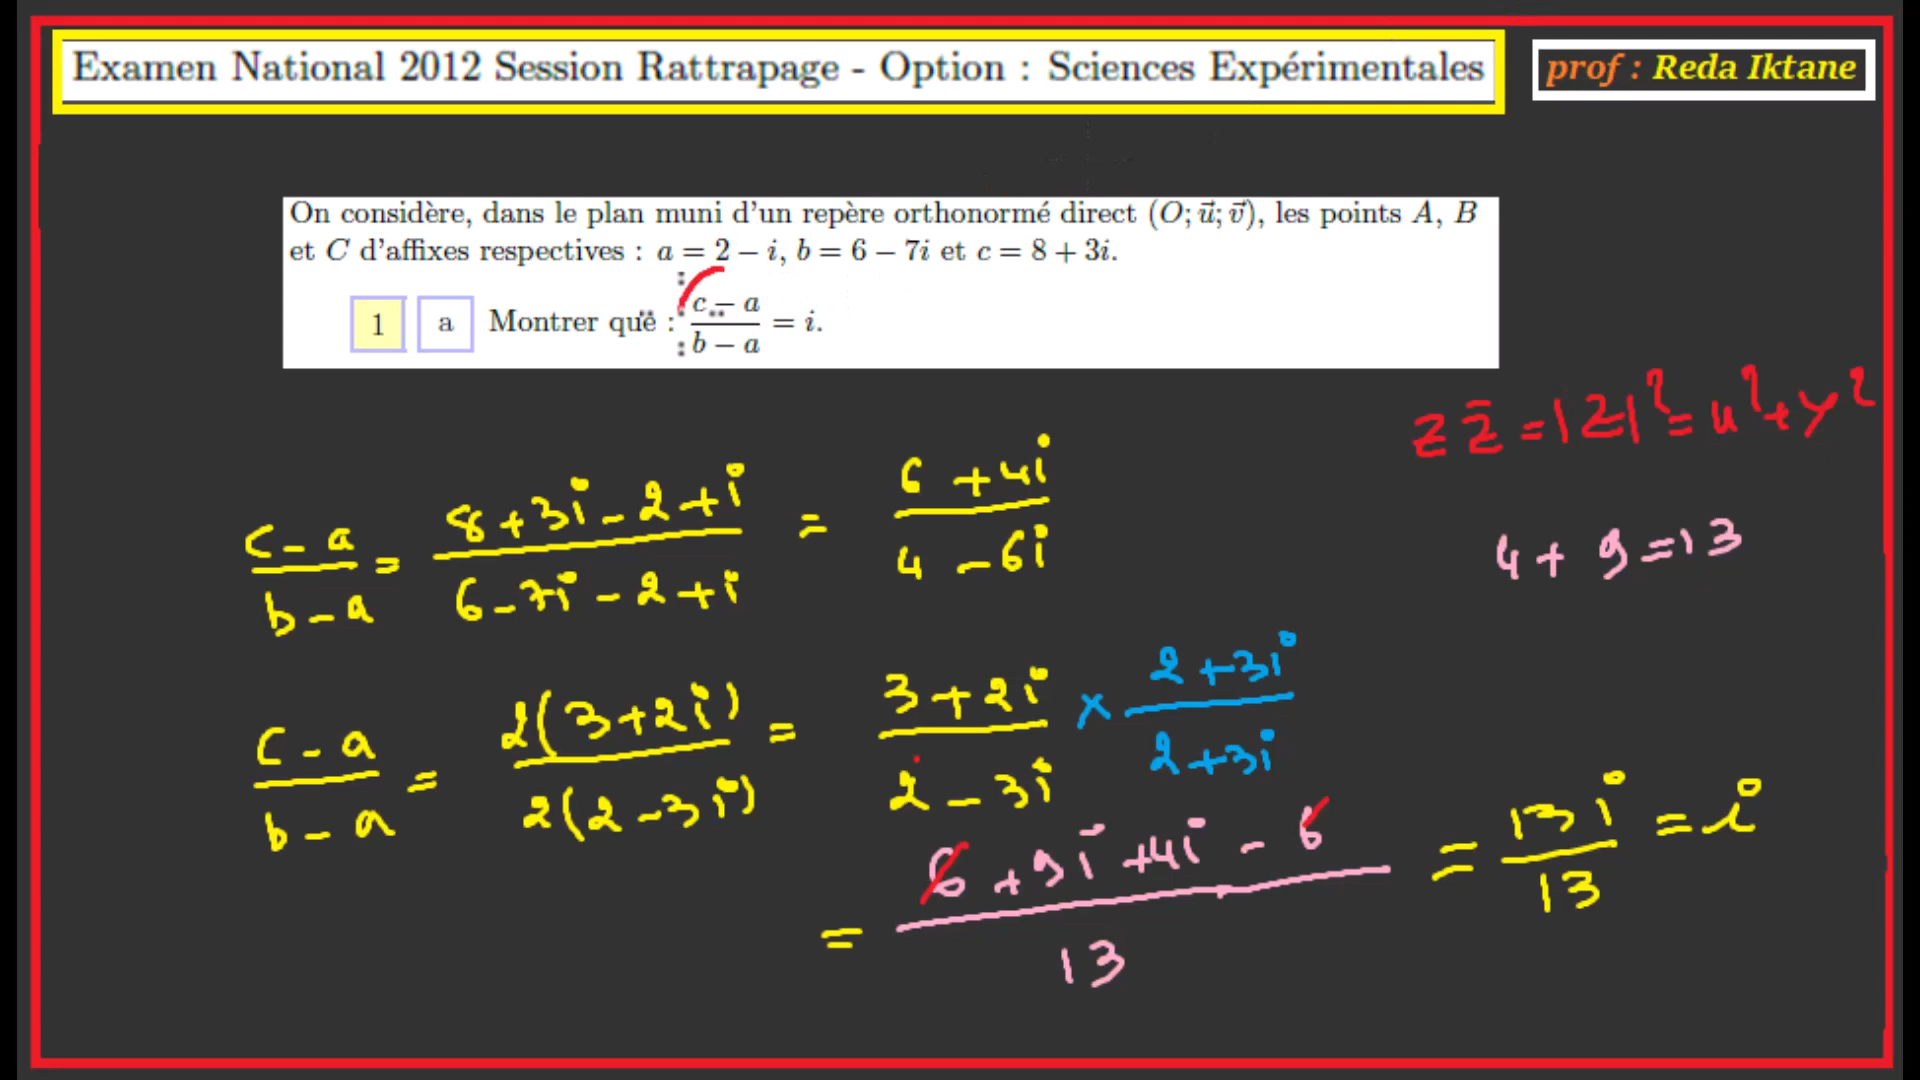 Examen National 2012 Session Rattrapage - Option : Sciences Expérimentales
prof : Reda Iktane
On considère, dans le plan muni d'un repère orthonormé direct (O; u⃗; v⃗), les points A, B
et C d'affixes respectives : a = 2 − i, b = 6 − 7i et c = 8 + 3i.
1 a Montrer que : (c − a)/(b − a) = i.
z z̄ = |z|² = x² + y²
(c − a)/(b − a) = (8 + 3i − 2 + i)/(6 − 7i − 2 + i) = (6 + 4i)/(4 − 6i)
4 + 9 = 13
(c − a)/(b − a) = 2(3 + 2i)/2(2 − 3i) = (3 + 2i)/(2 − 3i) × (2 + 3i)/(2 + 3i)
= (6 + 9i + 4i − 6)/13 = 13i/13 = i